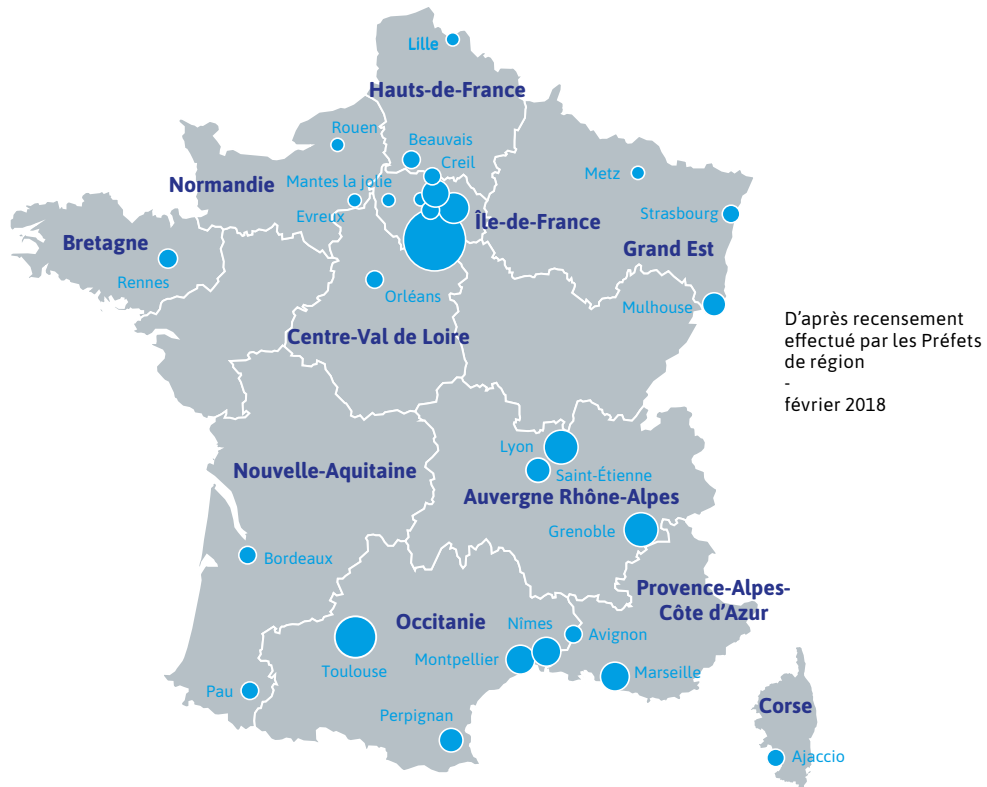 Lille
Hauts-de-France
Rouen
Beauvais
Creil
Metz
Normandie
Mantes la jolie
Evreux
Strasbourg
Île-de-France
Bretagne
Grand Est
Rennes
Orléans
Mulhouse
Centre-Val de Loire
D’après recensement
effectué par les Préfets
de région
-
février 2018
Lyon
Nouvelle-Aquitaine
Saint-Étienne
Auvergne Rhône-Alpes
Grenoble
Bordeaux
Provence-Alpes-
Côte d’Azur
Occitanie
Nîmes
Avignon
Montpellier
Toulouse
Marseille
Pau
Perpignan
Corse
Ajaccio